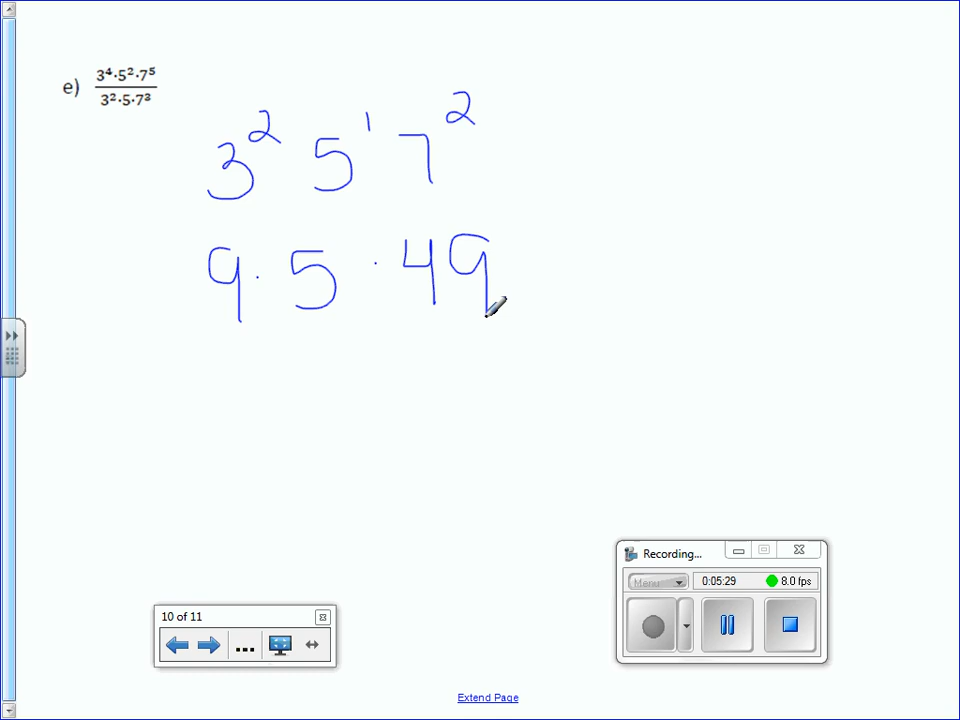 e) 3⁴·5²·7⁵
3²·5·7³
3² 5¹ 7²
9 · 5 · 49
Recording...
Menu
0:05:29
8.0 fps
10 of 11
...
Extend Page